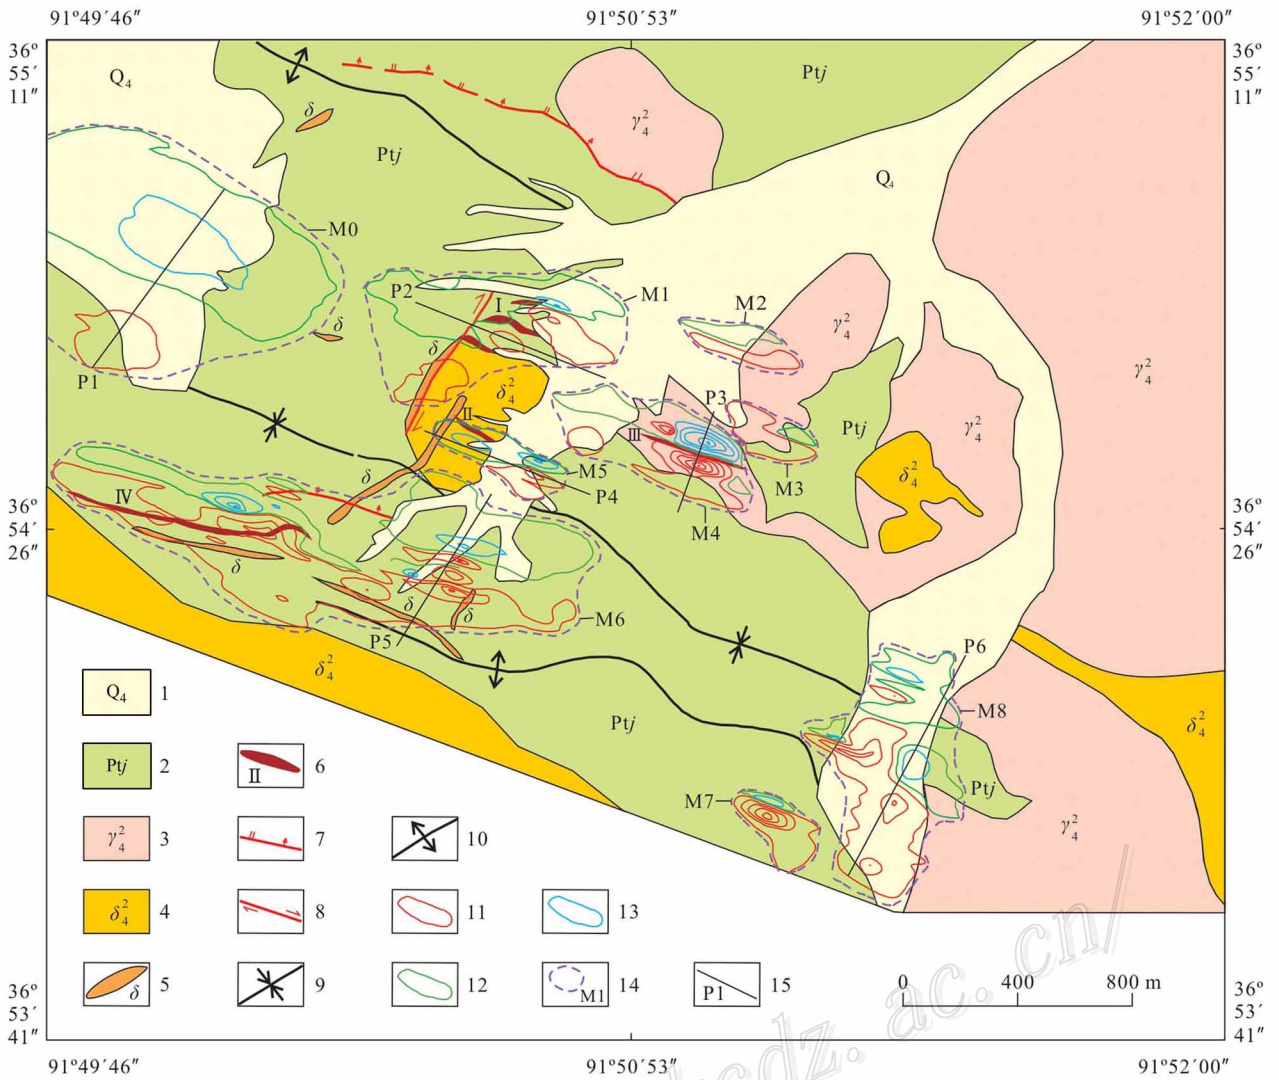 91°49′46″ 91°50′53″ 91°52′00″
36° 36°
55′ 55′
11″ 11″
Q₄ Ptj
δ γ₄²
Ptj Q₄
M0
P2 I M1 M2
γ₄²
δ δ
P1 γ₄²
δ₄² P3
II III Ptj γ₄²
M5 δ₄²
δ P4 M3
IV M4
36° 36°
54′ 54′
26″ 26″
δ
δ δ
P5 M6
δ₄² P6
M8
Ptj δ₄²
M7 Ptj
γ₄²
Q₄ 1
Ptj 2 II 6
γ₄² 3 7 10
δ₄² 4 8 11 13
δ 5 9 12 M1 14 P1 15
0 400 800 m
36° 36°
53′ 53′
41″ 41″
91°49′46″ 91°50′53″ 91°52′00″
cdz.ac.cn/